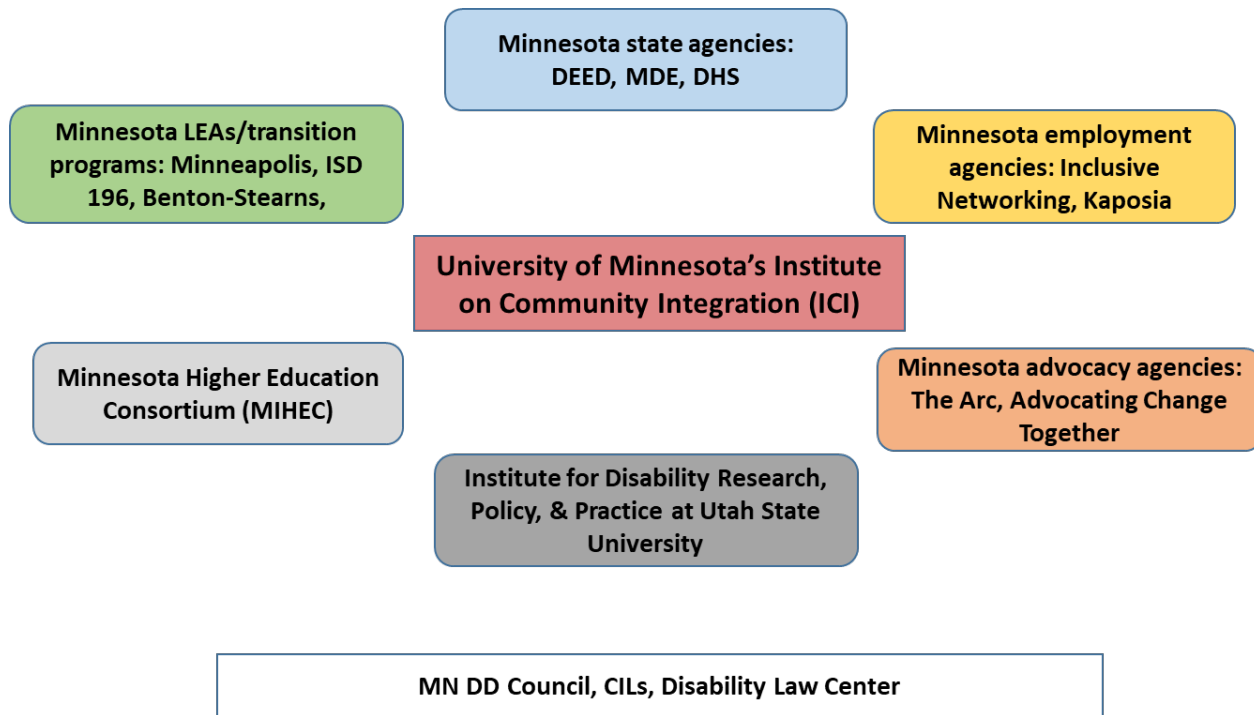 Minnesota state agencies:
DEED, MDE, DHS
Minnesota LEAs/transition
programs: Minneapolis, ISD
196, Benton-Stearns,
Minnesota employment
agencies: Inclusive
Networking, Kaposia
University of Minnesota’s Institute
on Community Integration (ICI)
Minnesota Higher Education
Consortium (MIHEC)
Minnesota advocacy agencies:
The Arc, Advocating Change
Together
Institute for Disability Research,
Policy, & Practice at Utah State
University
MN DD Council, CILs, Disability Law Center